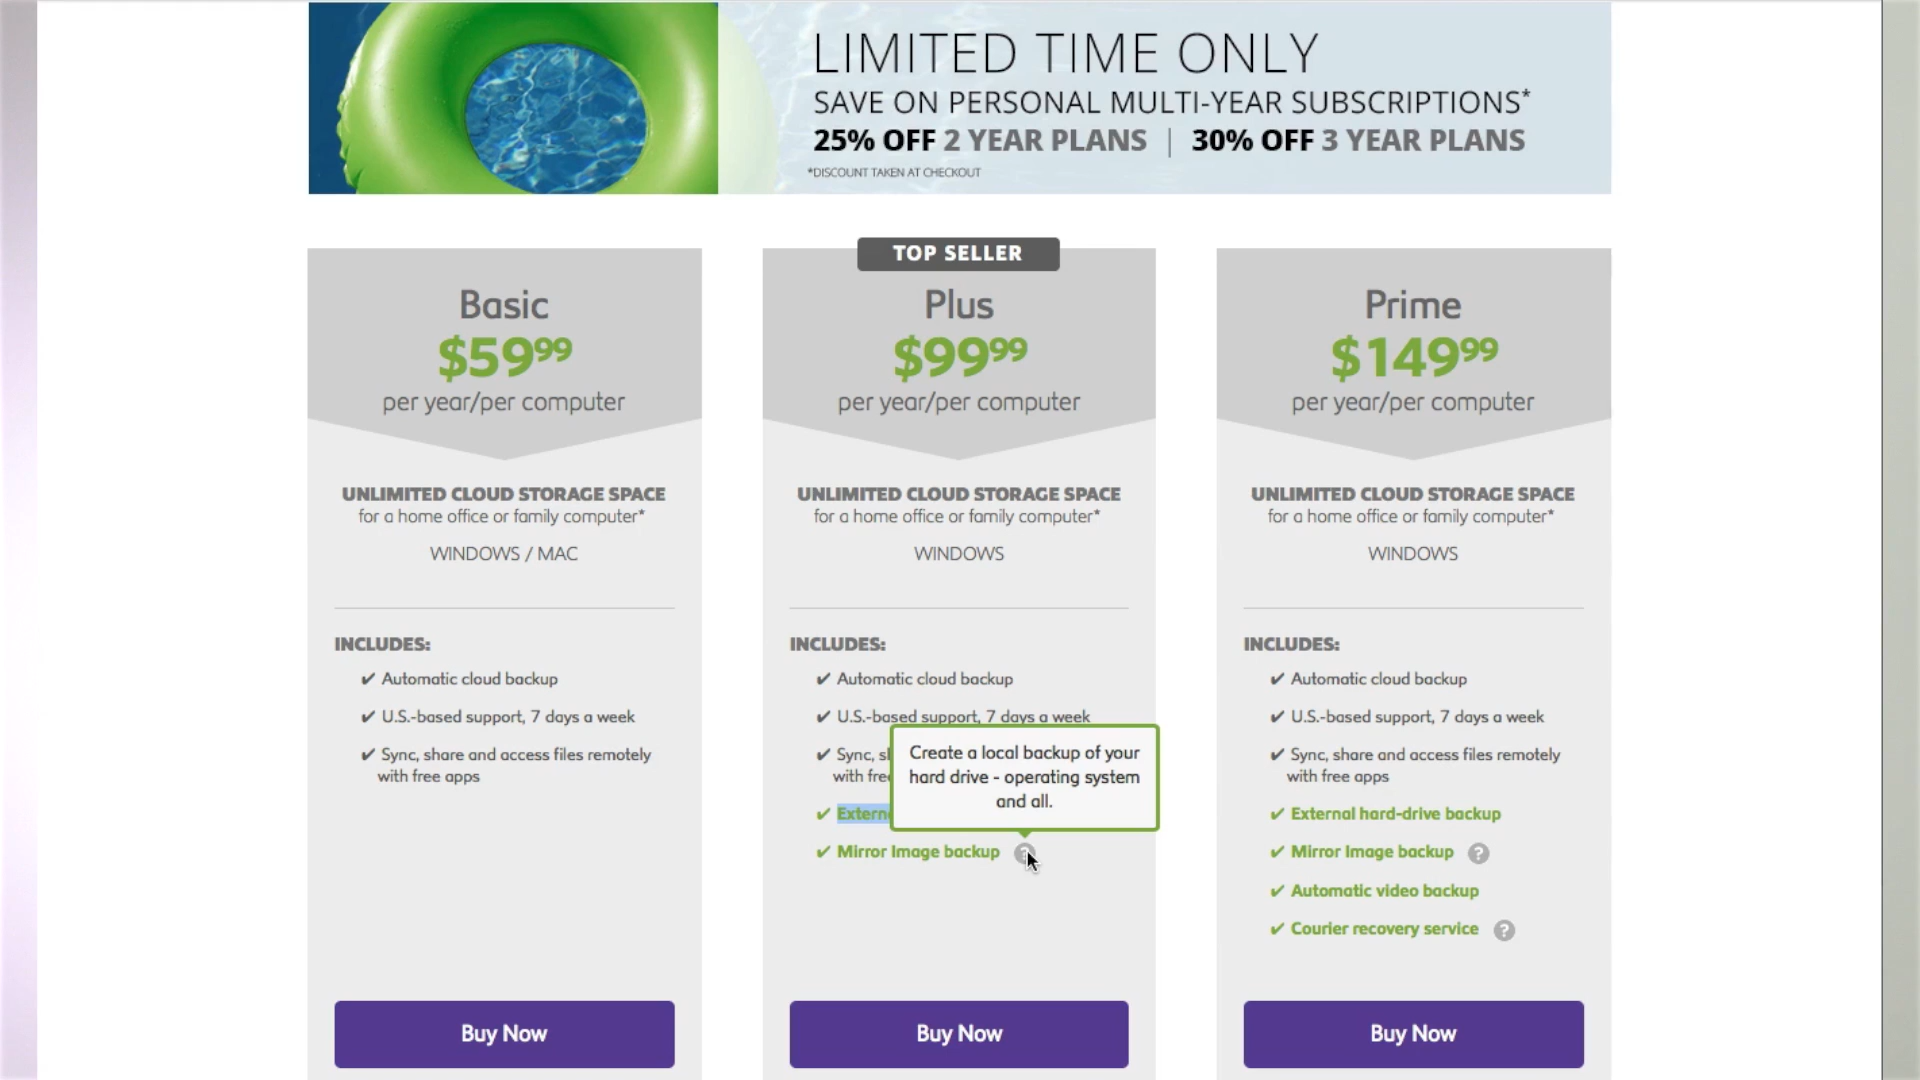 LIMITED TIME ONLY
SAVE ON PERSONAL MULTI-YEAR SUBSCRIPTIONS*
25% OFF 2 YEAR PLANS | 30% OFF 3 YEAR PLANS
*DISCOUNT TAKEN AT CHECKOUT
Basic
$59.99
per year/per computer
UNLIMITED CLOUD STORAGE SPACE
for a home office or family computer*
WINDOWS / MAC
INCLUDES:
✔ Automatic cloud backup
✔ U.S.-based support, 7 days a week
✔ Sync, share and access files remotely
with free apps
Buy Now
TOP SELLER
Plus
$99.99
per year/per computer
UNLIMITED CLOUD STORAGE SPACE
for a home office or family computer*
WINDOWS
INCLUDES:
✔ Automatic cloud backup
✔ U.S.-based support, 7 days a week
✔ Sync,
with
✔
Create a local backup of your
hard drive - operating system
and all.
✔ Mirror Image backup ?
Buy Now
Prime
$149.99
per year/per computer
UNLIMITED CLOUD STORAGE SPACE
for a home office or family computer*
WINDOWS
INCLUDES:
✔ Automatic cloud backup
✔ U.S.-based support, 7 days a week
✔ Sync, share and access files remotely
with free apps
✔ External hard-drive backup
✔ Mirror Image backup ?
✔ Automatic video backup
✔ Courier recovery service ?
Buy Now